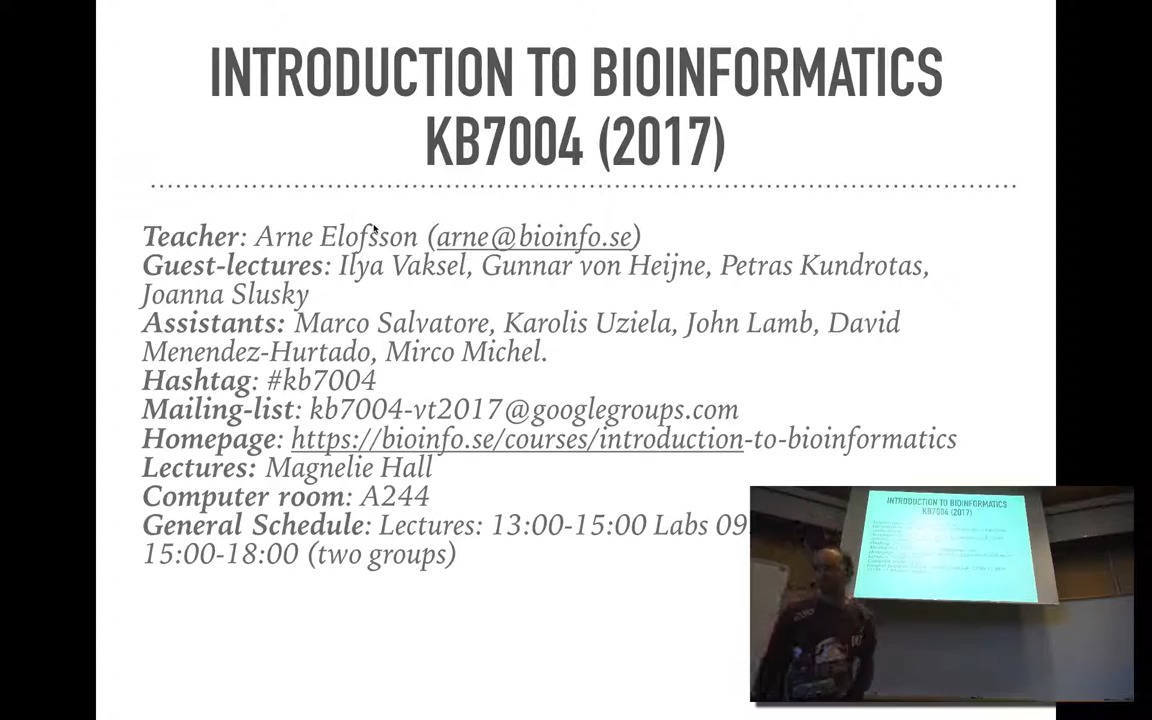 INTRODUCTION TO BIOINFORMATICS
KB7004 (2017)
Teacher: Arne Elofsson (arne@bioinfo.se)
Guest-lectures: Ilya Vaksel, Gunnar von Heijne, Petras Kundrotas,
Joanna Slusky
Assistants: Marco Salvatore, Karolis Uziela, John Lamb, David
Menendez-Hurtado, Mirco Michel.
Hashtag: #kb7004
Mailing-list: kb7004-vt2017@googlegroups.com
Homepage: https://bioinfo.se/courses/introduction-to-bioinformatics
Lectures: Magnelie Hall
Computer room: A244
General Schedule: Lectures: 13:00-15:00 Labs 09
15:00-18:00 (two groups)
INTRODUCTION TO BIOINFORMATICS
KB7004 (2017)